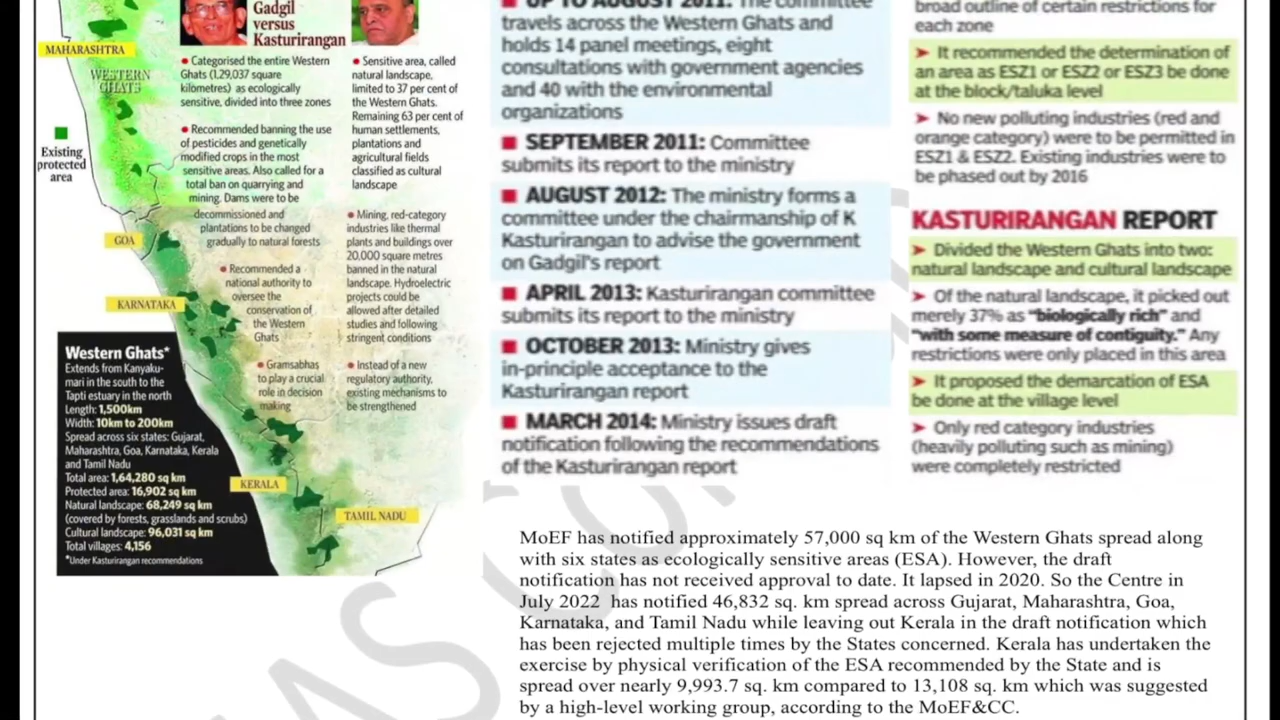 Gadgil
versus
Kasturirangan
MAHARASHTRA
WESTERN
GHATS
Existing
protected
area
GOA
KARNATAKA
KERALA
TAMIL NADU
• Categorised the entire Western
Ghats (1,29,037 square
kilometres) as ecologically
sensitive, divided into three zones
• Recommended banning the use
of pesticides and genetically
modified crops in the most
sensitive areas. Also called for a
total ban on quarrying and
mining. Dams were to be
decommissioned and
plantations to be changed
gradually to natural forests
• Recommended a
national authority to
oversee the
conservation of
the Western
Ghats
• Gramsabhas
to play a crucial
role in decision
making
• Sensitive area, called
natural landscape,
limited to 37 per cent of
the Western Ghats.
Remaining 63 per cent of
human settlements,
plantations and
agricultural fields
classified as cultural
landscape
• Mining, red-category
industries like thermal
plants and buildings over
20,000 square metres
banned in the natural
landscape. Hydroelectric
projects could be
allowed after detailed
studies and following
stringent conditions
• Instead of a new
regulatory authority,
existing mechanisms to
be strengthened
Western Ghats*
Extends from Kanyaku-
mari in the south to the
Tapti estuary in the north
Length: 1,500km
Width: 10km to 200km
Spread across six states: Gujarat,
Maharashtra, Goa, Karnataka, Kerala
and Tamil Nadu
Total area: 1,64,280 sq km
Protected area: 16,902 sq km
Natural landscape: 68,249 sq km
(covered by forests, grasslands and scrubs)
Cultural landscape: 96,031 sq km
Total villages: 4,156
*Under Kasturirangan recommendations
■ UP TO AUGUST 2011: The committee
travels across the Western Ghats and
holds 14 panel meetings, eight
consultations with government agencies
and 40 with the environmental
organizations
■ SEPTEMBER 2011: Committee
submits its report to the ministry
■ AUGUST 2012: The ministry forms a
committee under the chairmanship of K
Kasturirangan to advise the government
on Gadgil's report
■ APRIL 2013: Kasturirangan committee
submits its report to the ministry
■ OCTOBER 2013: Ministry gives
in-principle acceptance to the
Kasturirangan report
■ MARCH 2014: Ministry issues draft
notification following the recommendations
of the Kasturirangan report
broad outline of certain restrictions for
each zone
➤ It recommended the determination of
an area as ESZ1 or ESZ2 or ESZ3 be done
at the block/taluka level
➤ No new polluting industries (red and
orange category) were to be permitted in
ESZ1 & ESZ2. Existing industries were to
be phased out by 2016
KASTURIRANGAN REPORT
➤ Divided the Western Ghats into two:
natural landscape and cultural landscape
➤ Of the natural landscape, it picked out
merely 37% as "biologically rich" and
"with some measure of contiguity." Any
restrictions were only placed in this area
➤ It proposed the demarcation of ESA
be done at the village level
➤ Only red category industries
(heavily polluting such as mining)
were completely restricted
MoEF has notified approximately 57,000 sq km of the Western Ghats spread along
with six states as ecologically sensitive areas (ESA). However, the draft
notification has not received approval to date. It lapsed in 2020. So the Centre in
July 2022 has notified 46,832 sq. km spread across Gujarat, Maharashtra, Goa,
Karnataka, and Tamil Nadu while leaving out Kerala in the draft notification which
has been rejected multiple times by the States concerned. Kerala has undertaken the
exercise by physical verification of the ESA recommended by the State and is
spread over nearly 9,993.7 sq. km compared to 13,108 sq. km which was suggested
by a high-level working group, according to the MoEF&CC.